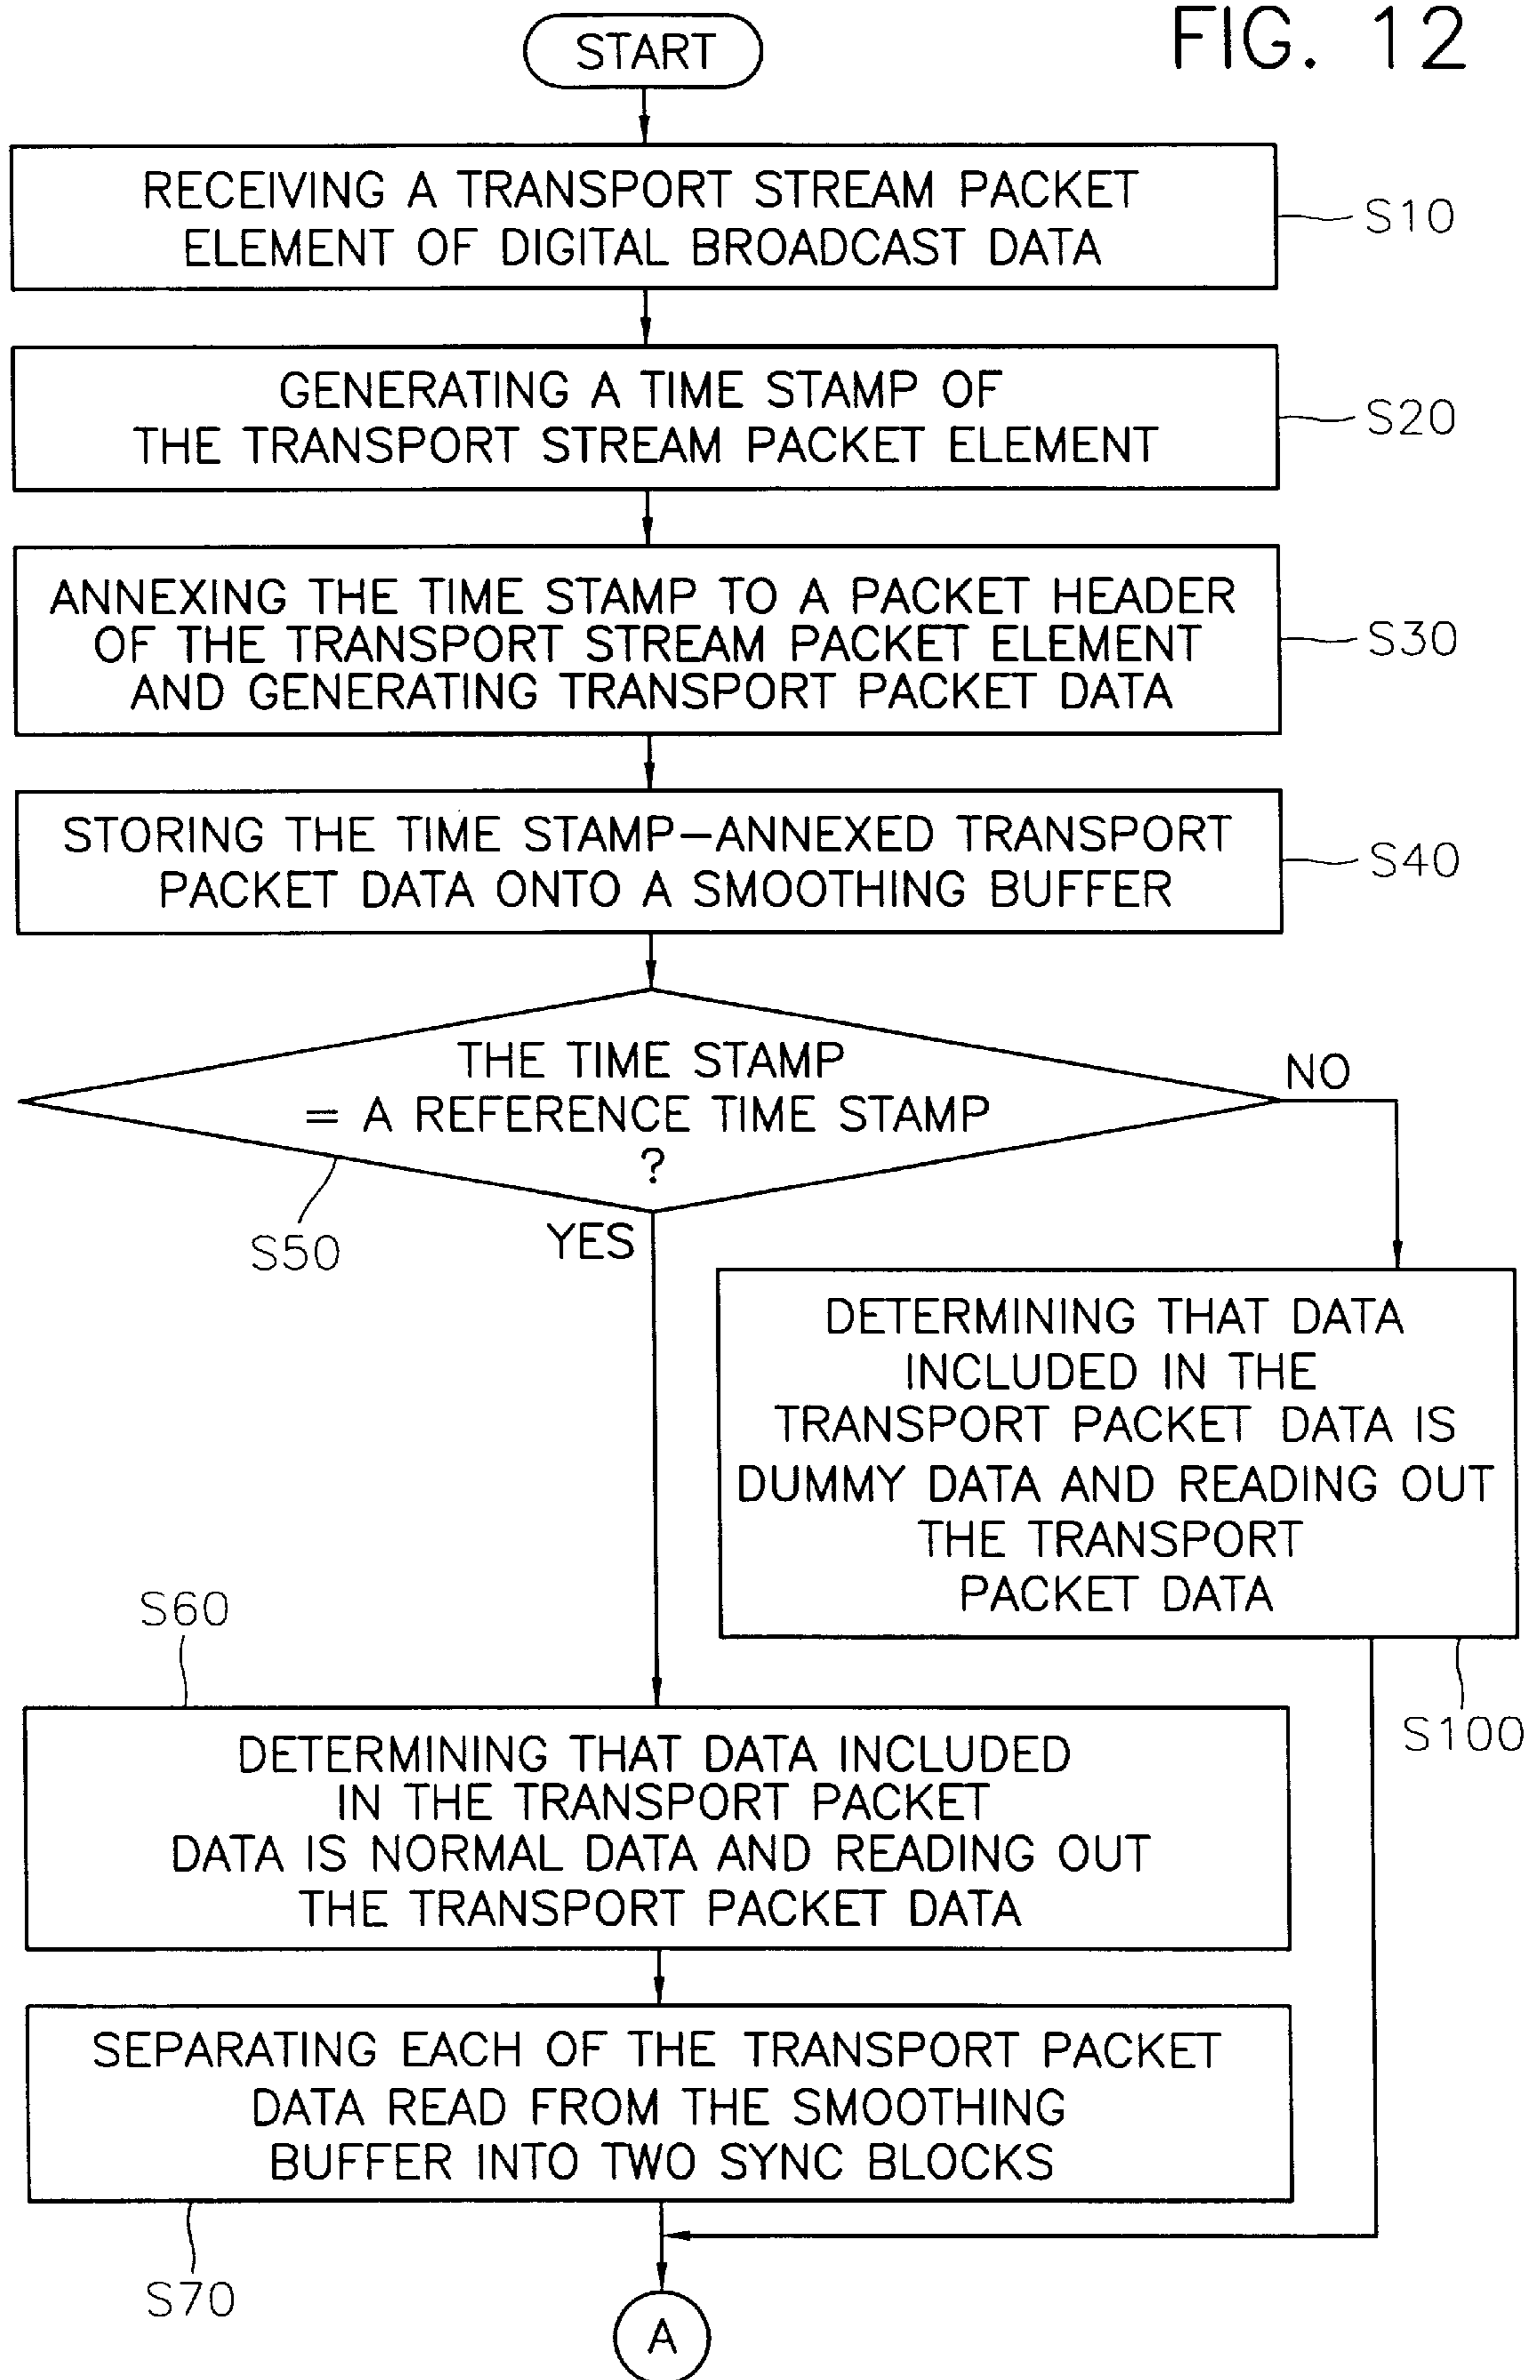 FIG. 12
START
RECEIVING A TRANSPORT STREAM PACKET
ELEMENT OF DIGITAL BROADCAST DATA
S10
GENERATING A TIME STAMP OF
THE TRANSPORT STREAM PACKET ELEMENT
S20
ANNEXING THE TIME STAMP TO A PACKET HEADER
OF THE TRANSPORT STREAM PACKET ELEMENT
AND GENERATING TRANSPORT PACKET DATA
S30
STORING THE TIME STAMP-ANNEXED TRANSPORT
PACKET DATA ONTO A SMOOTHING BUFFER
S40
THE TIME STAMP
= A REFERENCE TIME STAMP
?
NO
S50
YES
DETERMINING THAT DATA
INCLUDED IN THE
TRANSPORT PACKET DATA IS
DUMMY DATA AND READING OUT
THE TRANSPORT
PACKET DATA
S100
S60
DETERMINING THAT DATA INCLUDED
IN THE TRANSPORT PACKET
DATA IS NORMAL DATA AND READING OUT
THE TRANSPORT PACKET DATA
SEPARATING EACH OF THE TRANSPORT PACKET
DATA READ FROM THE SMOOTHING
BUFFER INTO TWO SYNC BLOCKS
S70
A